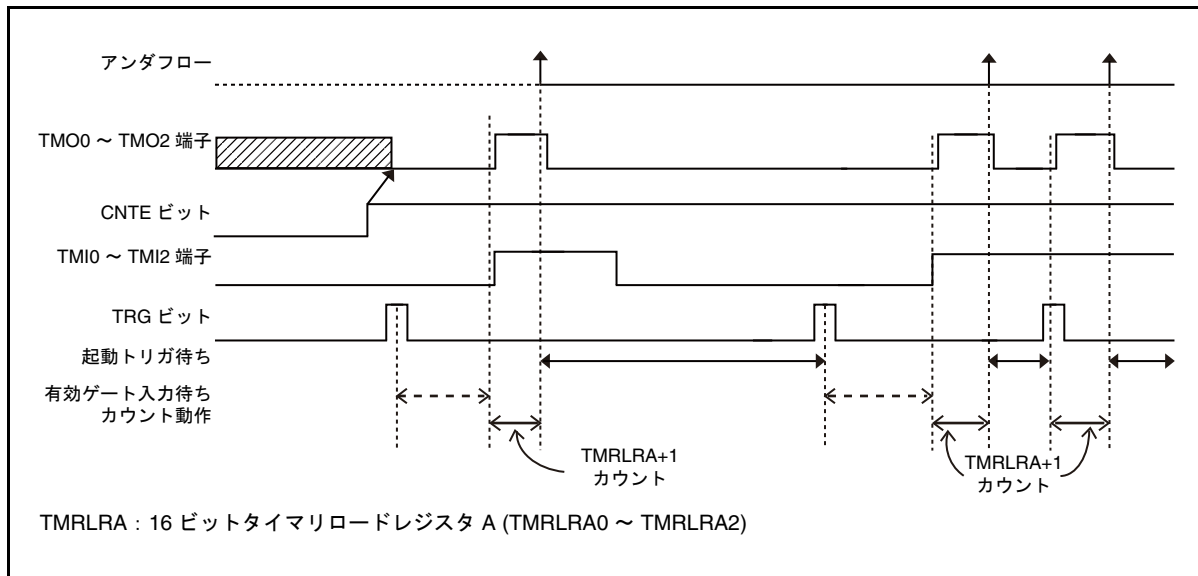 アンダフロー
TMO0 ～ TMO2 端子
CNTE ビット
TMI0 ～ TMI2 端子
TRG ビット
起動トリガ待ち
有効ゲート入力待ち
カウント動作
TMRLRA+1
カウント
TMRLRA+1
カウント
TMRLRA : 16 ビットタイマリロードレジスタ A (TMRLRA0 ～ TMRLRA2)